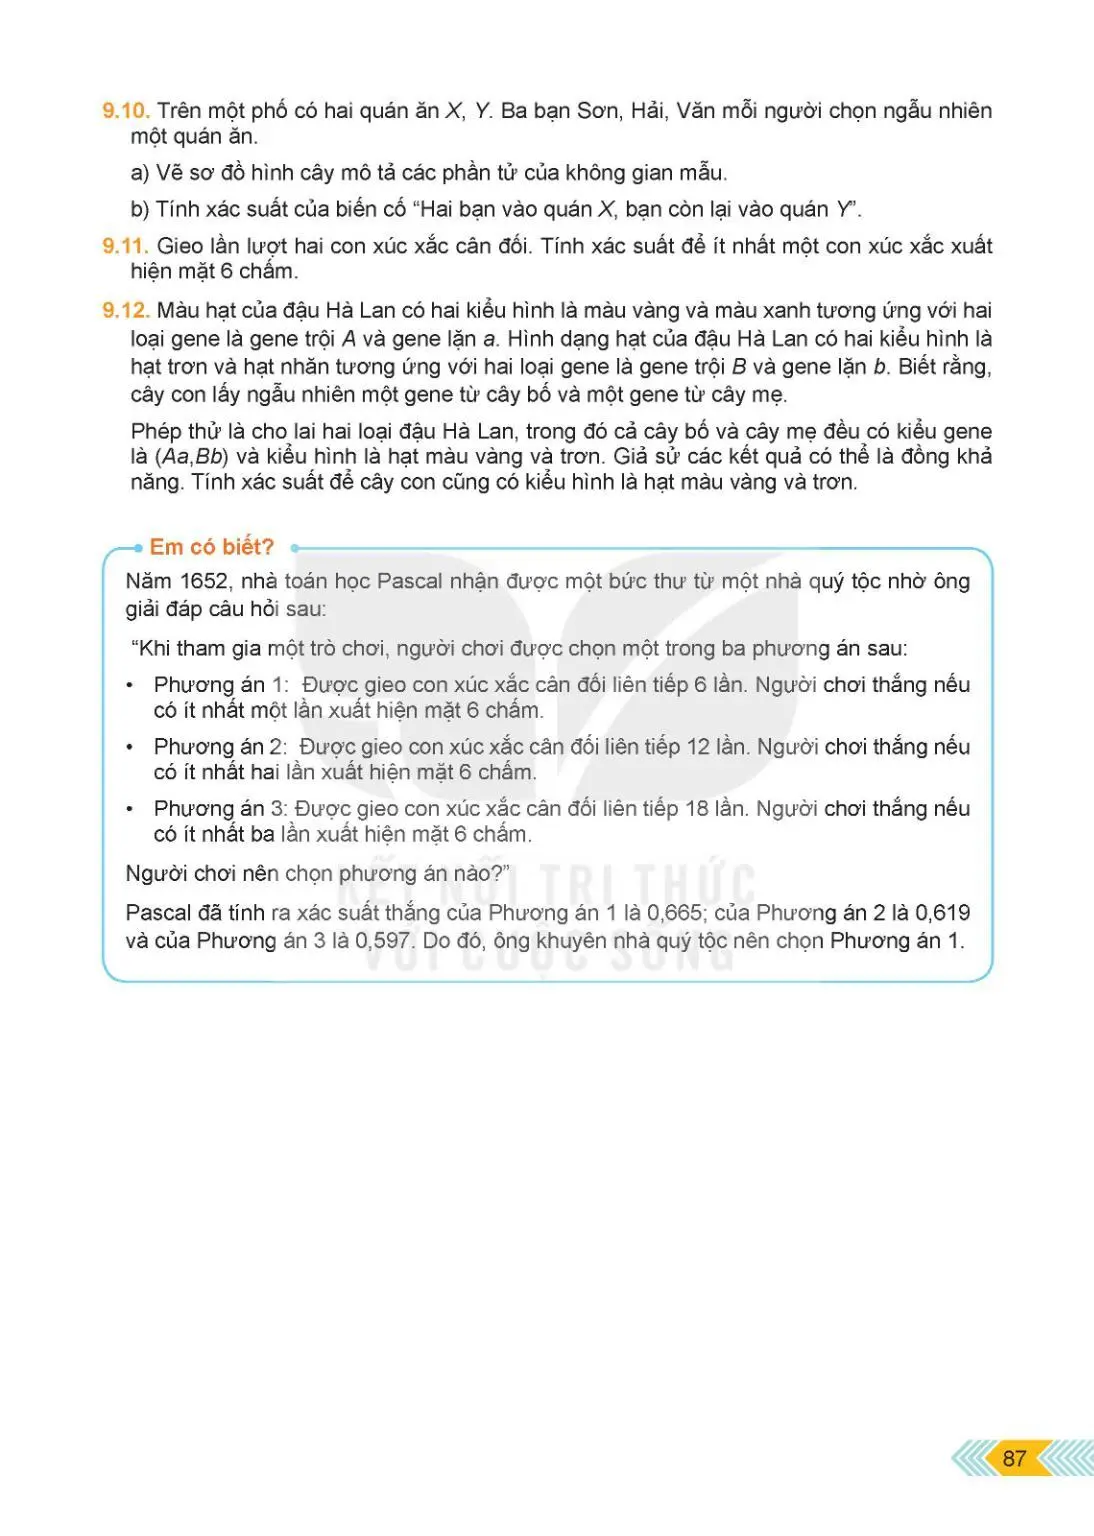 9.10. Trên một phố có hai quán ăn X, Y. Ba bạn Sơn, Hải, Văn mỗi người chọn ngẫu nhiên
một quán ăn.
a) Vẽ sơ đồ hình cây mô tả các phần tử của không gian mẫu.
b) Tính xác suất của biến cố “Hai bạn vào quán X, bạn còn lại vào quán Y”.
9.11. Gieo lần lượt hai con xúc xắc cân đối. Tính xác suất để ít nhất một con xúc xắc xuất
hiện mặt 6 chấm.
9.12. Màu hạt của đậu Hà Lan có hai kiểu hình là màu vàng và màu xanh tương ứng với hai
loại gene là gene trội A và gene lặn a. Hình dạng hạt của đậu Hà Lan có hai kiểu hình là
hạt trơn và hạt nhăn tương ứng với hai loại gene là gene trội B và gene lặn b. Biết rằng,
cây con lấy ngẫu nhiên một gene từ cây bố và một gene từ cây mẹ.
Phép thử là cho lai hai loại đậu Hà Lan, trong đó cả cây bố và cây mẹ đều có kiểu gene
là (Aa,Bb) và kiểu hình là hạt màu vàng và trơn. Giả sử các kết quả có thể là đồng khả
năng. Tính xác suất để cây con cũng có kiểu hình là hạt màu vàng và trơn.
Em có biết?
Năm 1652, nhà toán học Pascal nhận được một bức thư từ một nhà quý tộc nhờ ông
giải đáp câu hỏi sau:
“Khi tham gia một trò chơi, người chơi được chọn một trong ba phương án sau:
• Phương án 1: Được gieo con xúc xắc cân đối liên tiếp 6 lần. Người chơi thắng nếu
có ít nhất một lần xuất hiện mặt 6 chấm.
• Phương án 2: Được gieo con xúc xắc cân đối liên tiếp 12 lần. Người chơi thắng nếu
có ít nhất hai lần xuất hiện mặt 6 chấm.
• Phương án 3: Được gieo con xúc xắc cân đối liên tiếp 18 lần. Người chơi thắng nếu
có ít nhất ba lần xuất hiện mặt 6 chấm.
Người chơi nên chọn phương án nào?”
KẾT NỐI TRI THỨC
Pascal đã tính ra xác suất thắng của Phương án 1 là 0,665; của Phương án 2 là 0,619
và của Phương án 3 là 0,597. Do đó, ông khuyên nhà quý tộc nên chọn Phương án 1.
VỚI CUỘC SỐNG
87